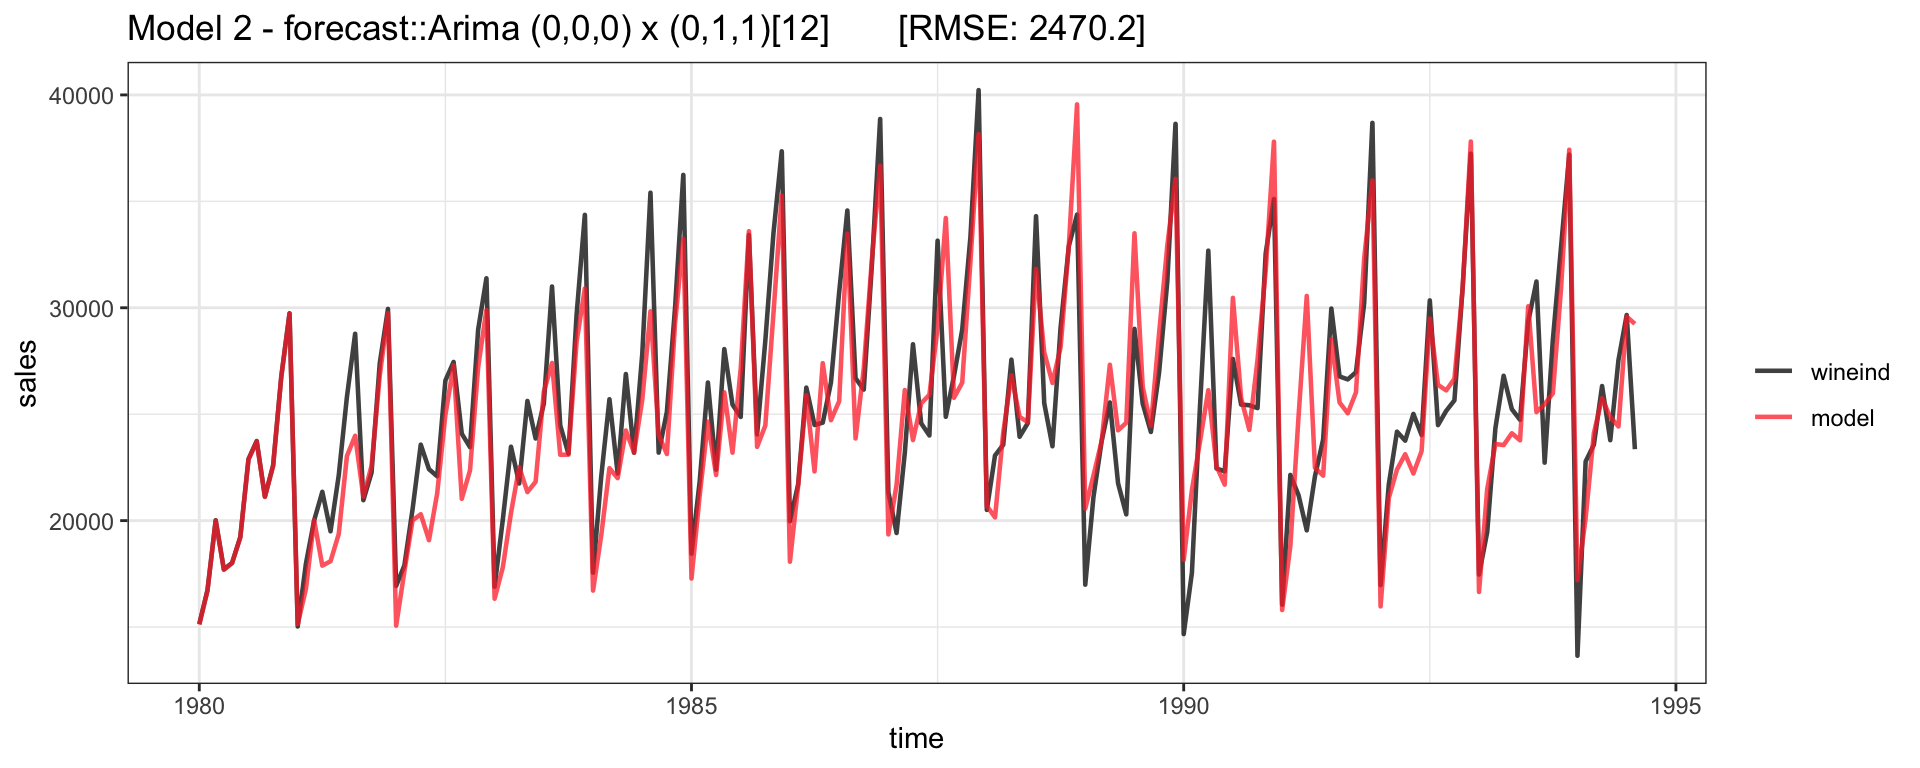 Model 2 - forecast::Arima (0,0,0) x (0,1,1)[12] [RMSE: 2470.2]
40000
30000
20000
sales
1980 1985 1990 1995
time
wineind
model